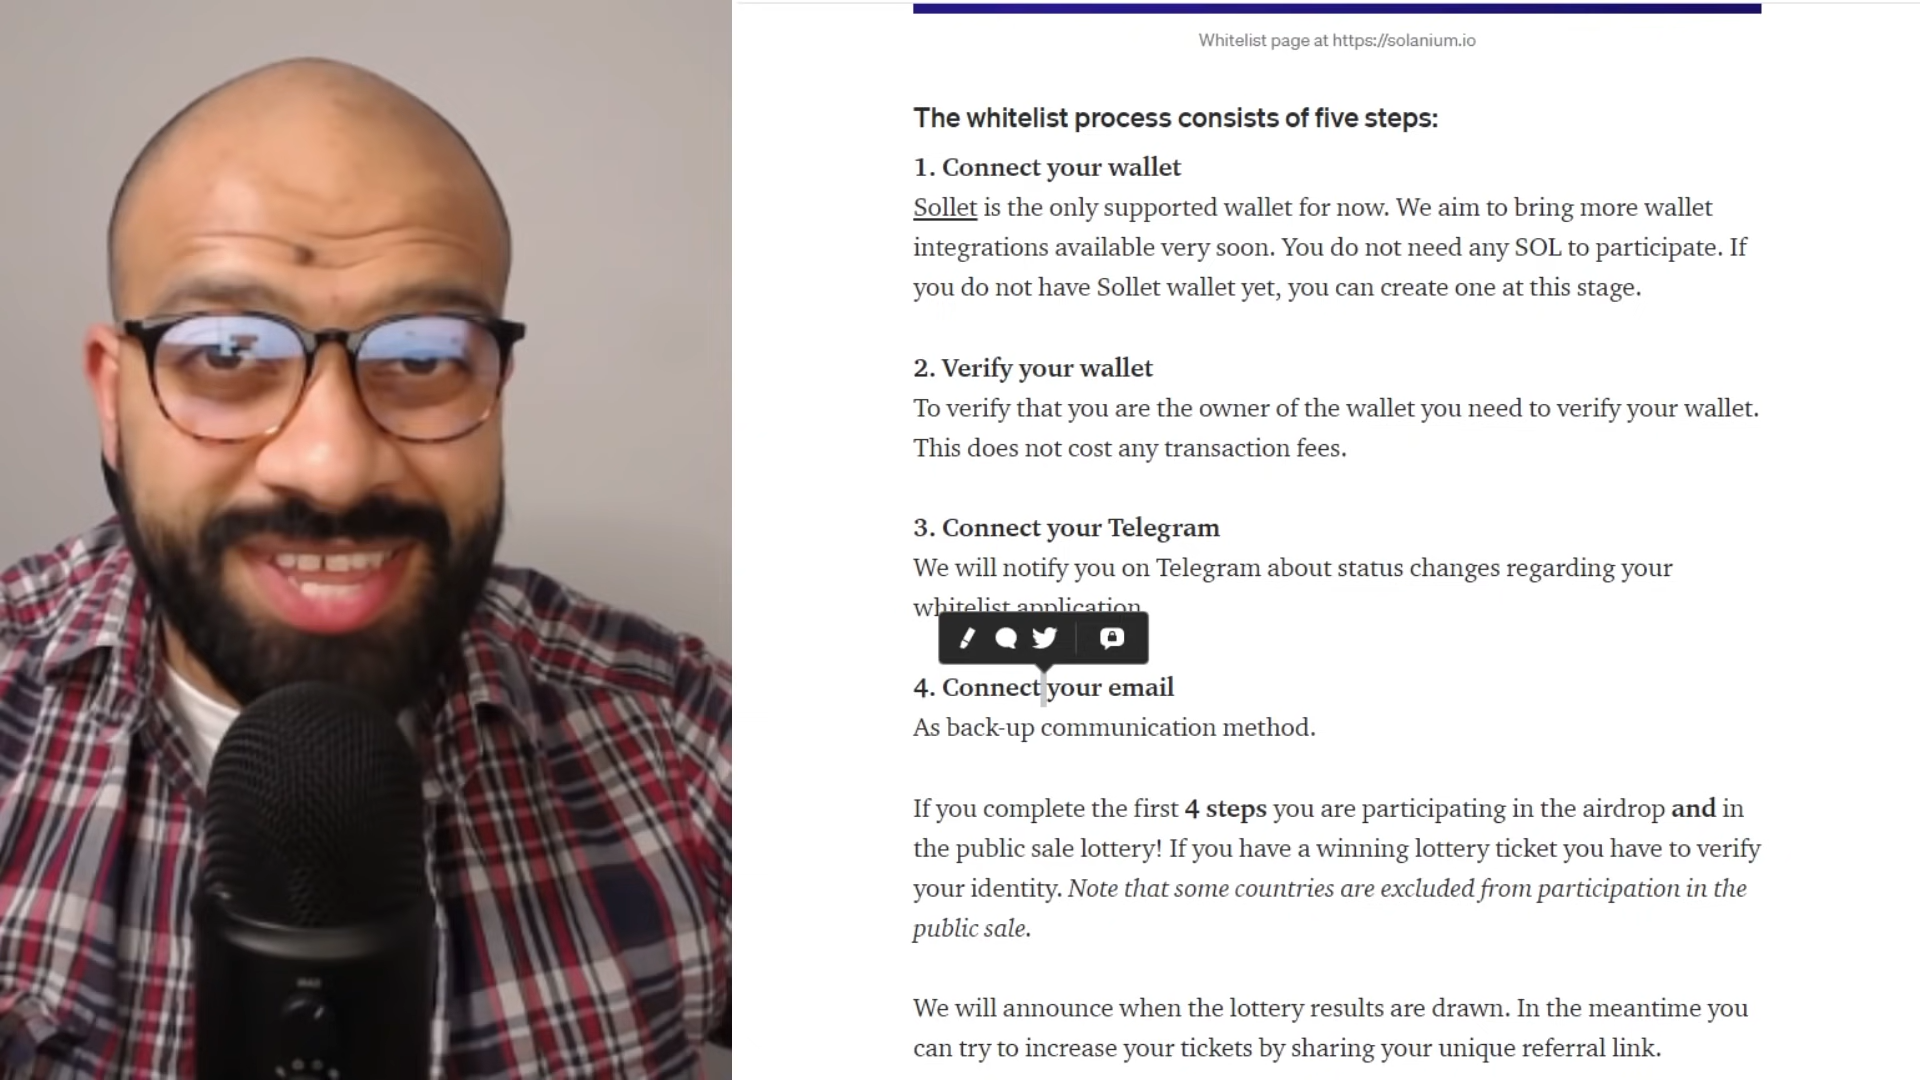 Whitelist page at https://solanium.io
The whitelist process consists of five steps:
1. Connect your wallet
Sollet is the only supported wallet for now. We aim to bring more wallet
integrations available very soon. You do not need any SOL to participate. If
you do not have Sollet wallet yet, you can create one at this stage.
2. Verify your wallet
To verify that you are the owner of the wallet you need to verify your wallet.
This does not cost any transaction fees.
3. Connect your Telegram
We will notify you on Telegram about status changes regarding your
whitelist application.
4. Connect your email
As back-up communication method.
If you complete the first 4 steps you are participating in the airdrop and in
the public sale lottery! If you have a winning lottery ticket you have to verify
your identity. Note that some countries are excluded from participation in the
public sale.
We will announce when the lottery results are drawn. In the meantime you
can try to increase your tickets by sharing your unique referral link.